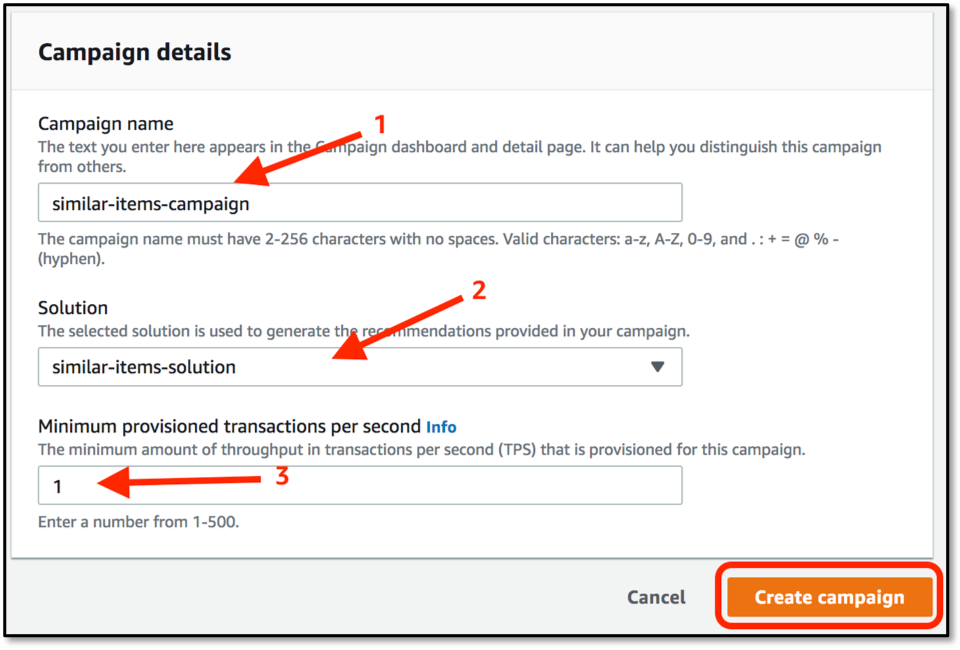 Campaign details
Campaign name
1
The text you enter here appears in the Campaign dashboard and detail page. It can help you distinguish this campaign
from others.
similar-items-campaign
The campaign name must have 2-256 characters with no spaces. Valid characters: a-z, A-Z, 0-9, and . : + = @ % -
(hyphen).
2
Solution
The selected solution is used to generate the recommendations provided in your campaign.
similar-items-solution
Minimum provisioned transactions per second Info
The minimum amount of throughput in transactions per second (TPS) that is provisioned for this campaign.
1
3
Enter a number from 1-500.
Cancel
Create campaign